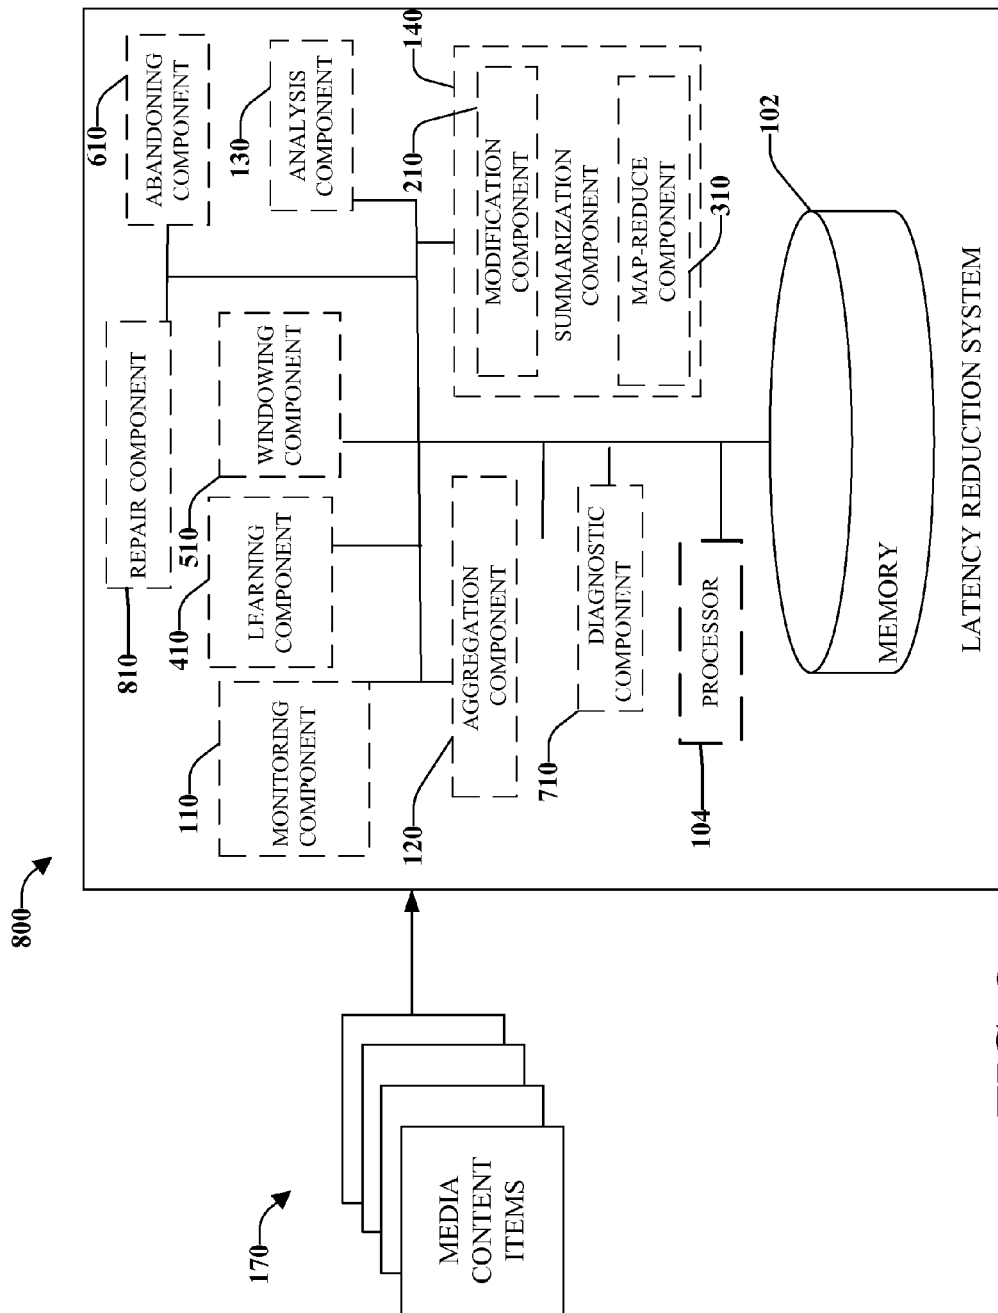 800
170
MEDIA
CONTENT
ITEMS
110
MONITORING
COMPONENT
410
LEARNING
COMPONENT
510
WINDOWING
COMPONENT
810
REPAIR COMPONENT
610
ABANDONING
COMPONENT
130
ANALYSIS
COMPONENT
140
210
MODIFICATION
COMPONENT
SUMMARIZATION
COMPONENT
MAP-REDUCE
COMPONENT
310
120
AGGREGATION
COMPONENT
710
DIAGNOSTIC
COMPONENT
104
PROCESSOR
102
MEMORY
LATENCY REDUCTION SYSTEM